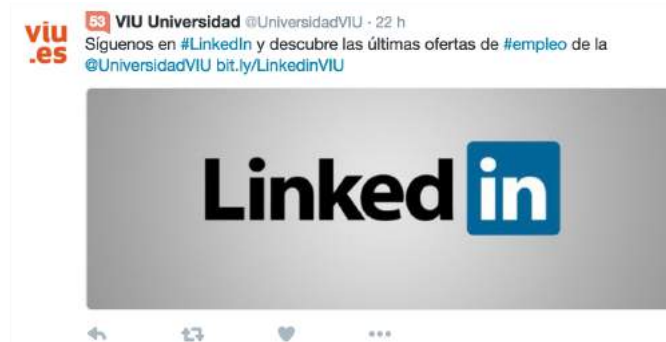 viu
.es
53 VIU Universidad @UniversidadVIU · 22 h
Síguenos en #LinkedIn y descubre las últimas ofertas de #empleo de la
@UniversidadVIU bit.ly/LinkedinVIU
Linked in